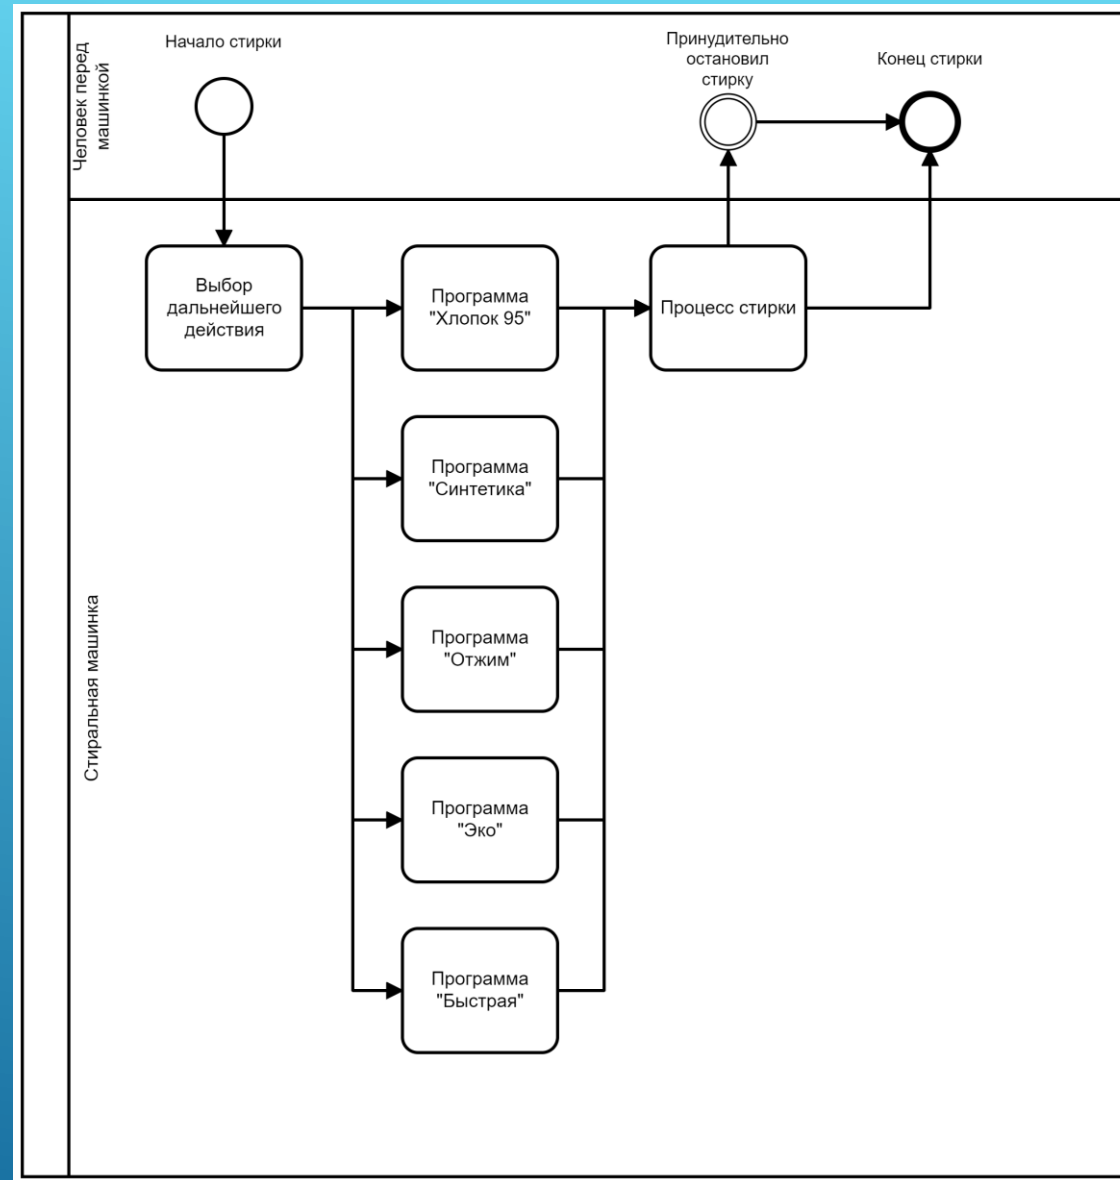 Человек перед
машинкой
Начало стирки
Принудительно
остановил
стирку
Конец стирки
Стиральная машинка
Выбор
дальнейшего
действия
Программа
"Хлопок 95"
Процесс стирки
Программа
"Синтетика"
Программа
"Отжим"
Программа
"Эко"
Программа
"Быстрая"